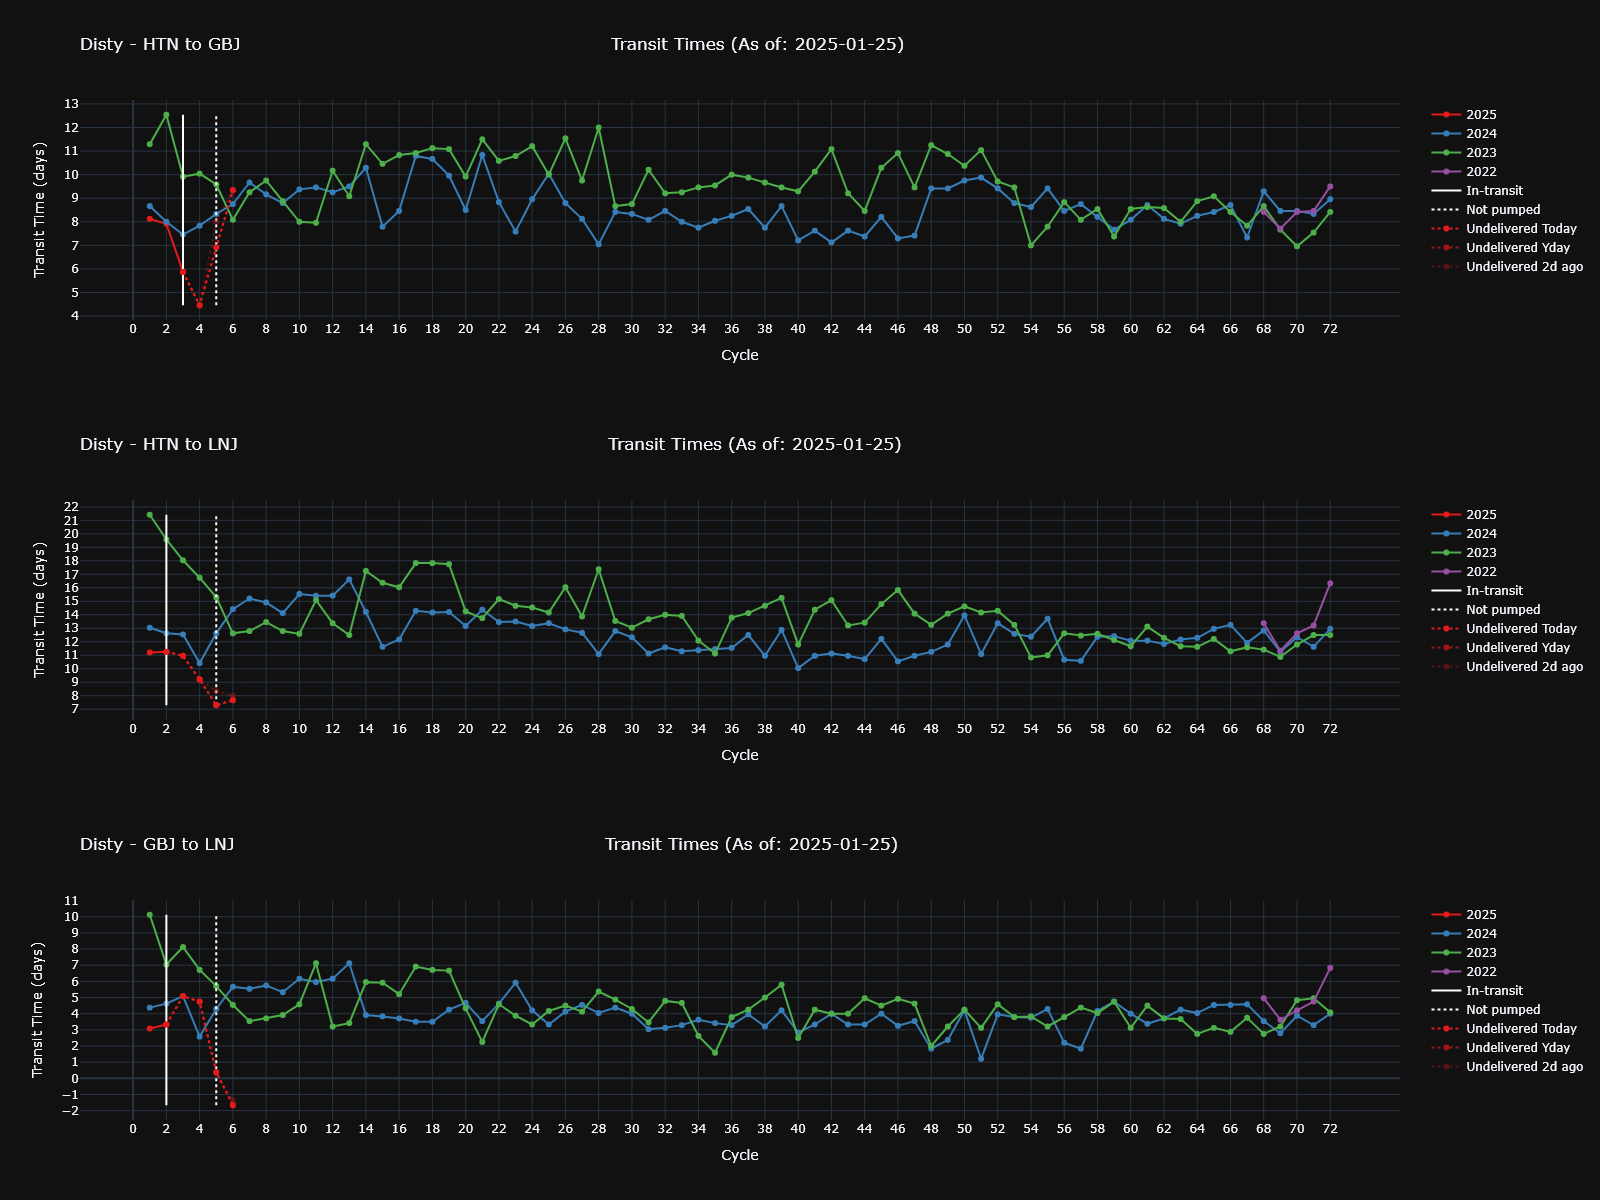 Disty - HTN to GBJ
Transit Times (As of: 2025-01-25)
Transit Time (days)
13
12
11
10
9
8
7
6
5
4
0 2 4 6 8 10 12 14 16 18 20 22 24 26 28 30 32 34 36 38 40 42 44 46 48 50 52 54 56 58 60 62 64 66 68 70 72
Cycle
2025
2024
2023
2022
In-transit
Not pumped
Undelivered Today
Undelivered Yday
Undelivered 2d ago
Disty - HTN to LNJ
Transit Times (As of: 2025-01-25)
Transit Time (days)
22
21
20
19
18
17
16
15
14
13
12
11
10
9
8
7
0 2 4 6 8 10 12 14 16 18 20 22 24 26 28 30 32 34 36 38 40 42 44 46 48 50 52 54 56 58 60 62 64 66 68 70 72
Cycle
2025
2024
2023
2022
In-transit
Not pumped
Undelivered Today
Undelivered Yday
Undelivered 2d ago
Disty - GBJ to LNJ
Transit Times (As of: 2025-01-25)
Transit Time (days)
11
10
9
8
7
6
5
4
3
2
1
0
−1
−2
0 2 4 6 8 10 12 14 16 18 20 22 24 26 28 30 32 34 36 38 40 42 44 46 48 50 52 54 56 58 60 62 64 66 68 70 72
Cycle
2025
2024
2023
2022
In-transit
Not pumped
Undelivered Today
Undelivered Yday
Undelivered 2d ago